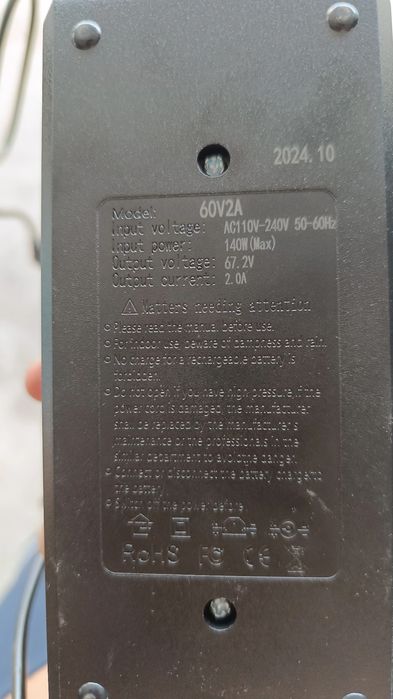 2024.10
Model: 60V2A
Input voltage: AC110V-240V 50-60Hz
Input power: 140W(Max)
Output voltage: 67.2V
Output current: 2.0A
Matters needing attention
Please read the manual before use.
For indoor use, beware of dampness and rain.
No charge for a rechargeable battery is
forbidden.
Do not open if you have high pressure,if the
power cord is damaged, the manufacturer
shall be replaced by the manufacturer's
maintenance or the professionals in the
similar department to avoid the danger.
Connect or disconnect the battery charge to
the battery
Switch off the power before
RoHS FC CE